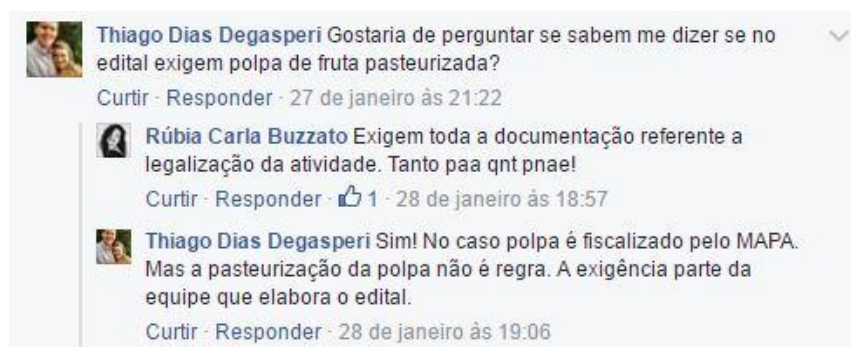 Thiago Dias Degasperi Gostaria de perguntar se sabem me dizer se no
edital exigem polpa de fruta pasteurizada?
Curtir · Responder · 27 de janeiro às 21:22
Rúbia Carla Buzzato Exigem toda a documentação referente a
legalização da atividade. Tanto paa qnt pnae!
Curtir · Responder · 1 · 28 de janeiro às 18:57
Thiago Dias Degasperi Sim! No caso polpa é fiscalizado pelo MAPA.
Mas a pasteurização da polpa não é regra. A exigência parte da
equipe que elabora o edital.
Curtir · Responder · 28 de janeiro às 19:06